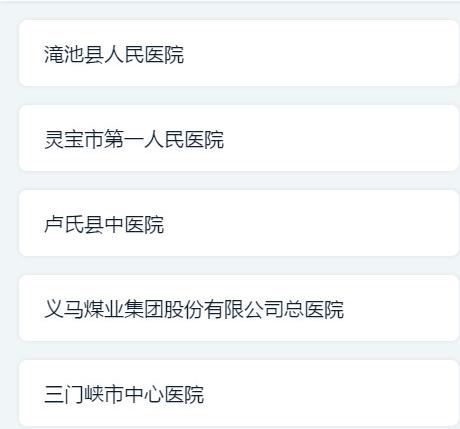 渑池县人民医院
灵宝市第一人民医院
卢氏县中医院
义马煤业集团股份有限公司总医院
三门峡市中心医院